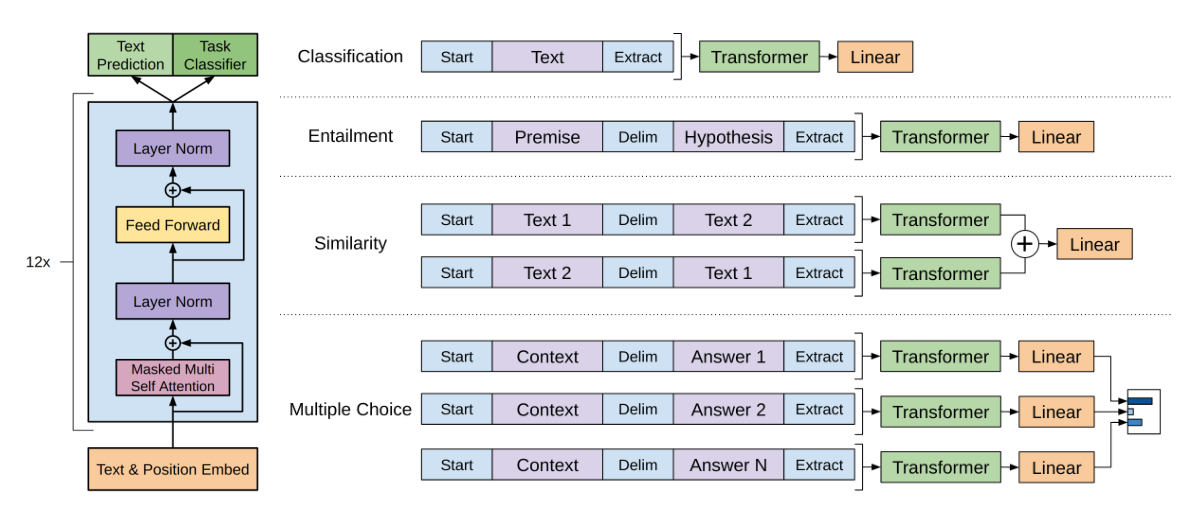 Text
Prediction
Task
Classifier
12x
Layer Norm
Feed Forward
Layer Norm
Masked Multi
Self Attention
Text & Position Embed
Classification
Start Text Extract Transformer Linear
Entailment
Start Premise Delim Hypothesis Extract Transformer Linear
Similarity
Start Text 1 Delim Text 2 Extract Transformer
Start Text 2 Delim Text 1 Extract Transformer
Linear
Multiple Choice
Start Context Delim Answer 1 Extract Transformer Linear
Start Context Delim Answer 2 Extract Transformer Linear
Start Context Delim Answer N Extract Transformer Linear